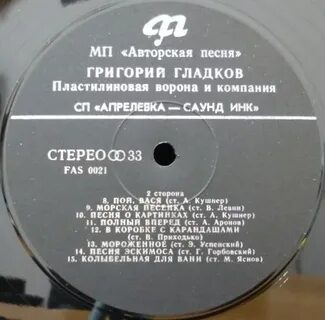 МП «Авторская песня»
ГРИГОРИЙ ГЛАДКОВ
Пластилиновая ворона и компания
СП «АПРЕЛЕВКА — САУНД ИНК»
СТЕРЕО 33
FAS 0021
2 сторона
8. ПОЙ, ВАСЯ (ст. А. Кушнер)
9. МОРСКАЯ ПЕСЕНКА (ст. В. Левин)
10. ПЕСНЯ О КАРТИНАХ (ст. А. Кушнер)
11. ПОЛНЫЙ ВПЕРЕД (ст. А. Аронов)
12. В КОРОБКЕ С КАРАНДАШАМИ
(ст. В. Приходько)
13. МОРОЖЕННОЕ (ст. Э. Успенский)
14. ПЕСНЯ ЭСКИМОСА (ст. Г. Горбовский)
15. КОЛЫБЕЛЬНАЯ ДЛЯ ВАНИ (ст. М. Яснов)